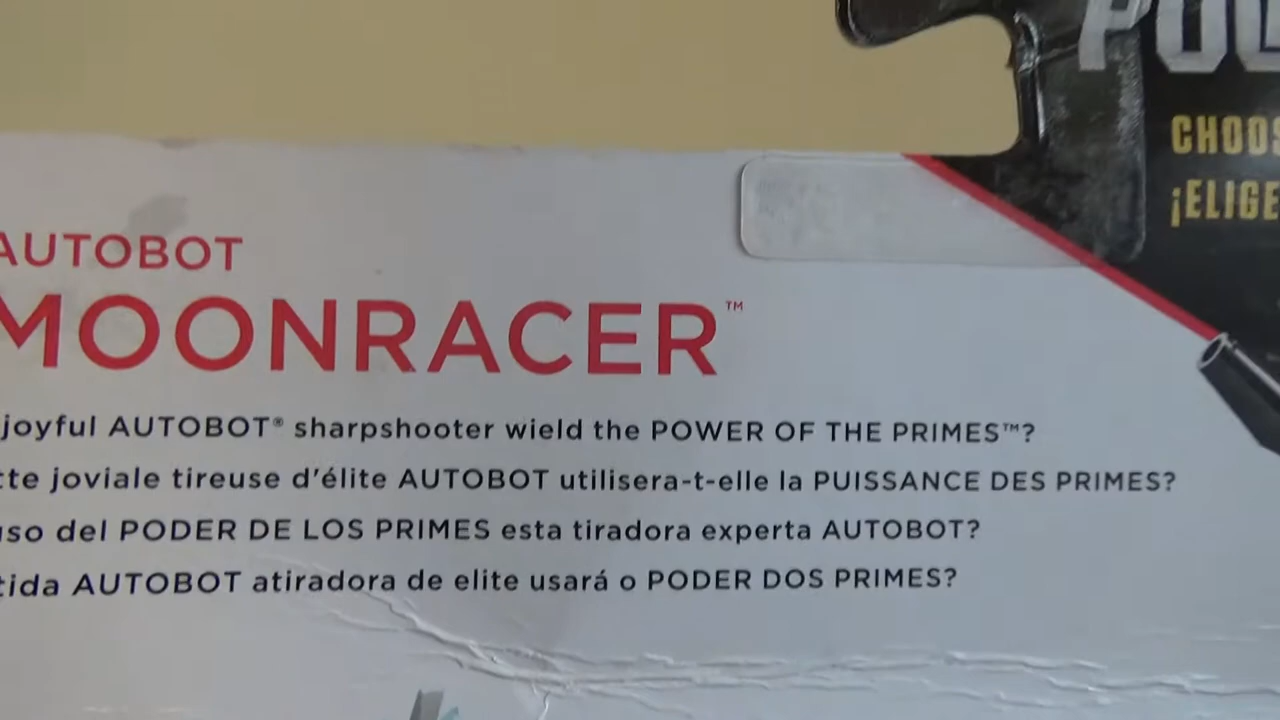 CHOOS
¡ELIGE
AUTOBOT
MOONRACER™
joyful AUTOBOT® sharpshooter wield the POWER OF THE PRIMES™?
tte joviale tireuse d'élite AUTOBOT utilisera-t-elle la PUISSANCE DES PRIMES?
uso del PODER DE LOS PRIMES esta tiradora experta AUTOBOT?
tida AUTOBOT atiradora de elite usará o PODER DOS PRIMES?